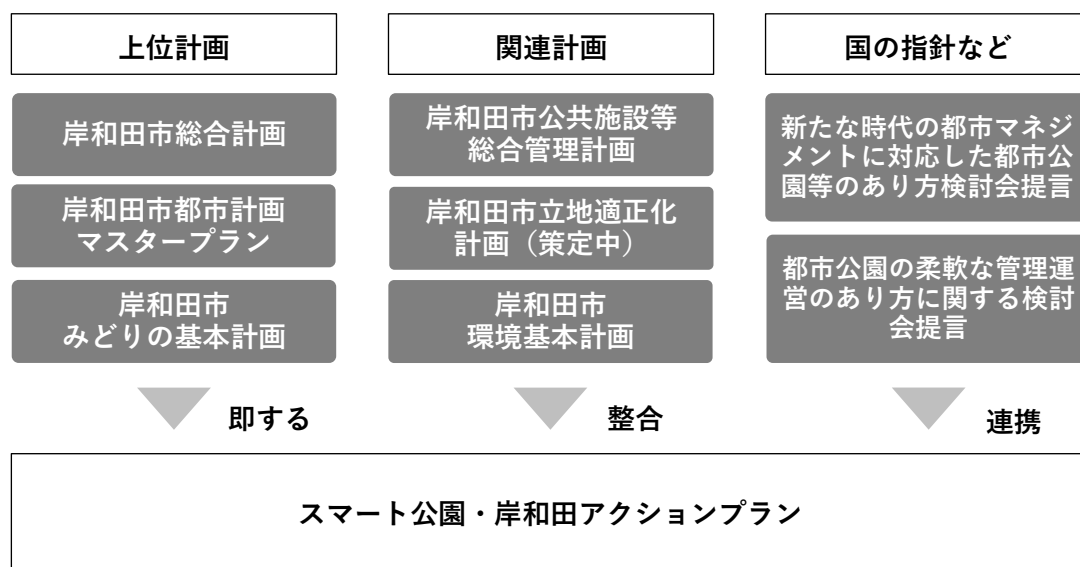 上位計画
岸和田市総合計画
岸和田市都市計画
マスタープラン
岸和田市
みどりの基本計画
即する
関連計画
岸和田市公共施設等
総合管理計画
岸和田市立地適正化
計画（策定中）
岸和田市
環境基本計画
整合
国の指針など
新たな時代の都市マネジ
メントに対応した都市公
園等のあり方検討会提言
都市公園の柔軟な管理運
営のあり方に関する検討
会提言
連携
スマート公園・岸和田アクションプラン